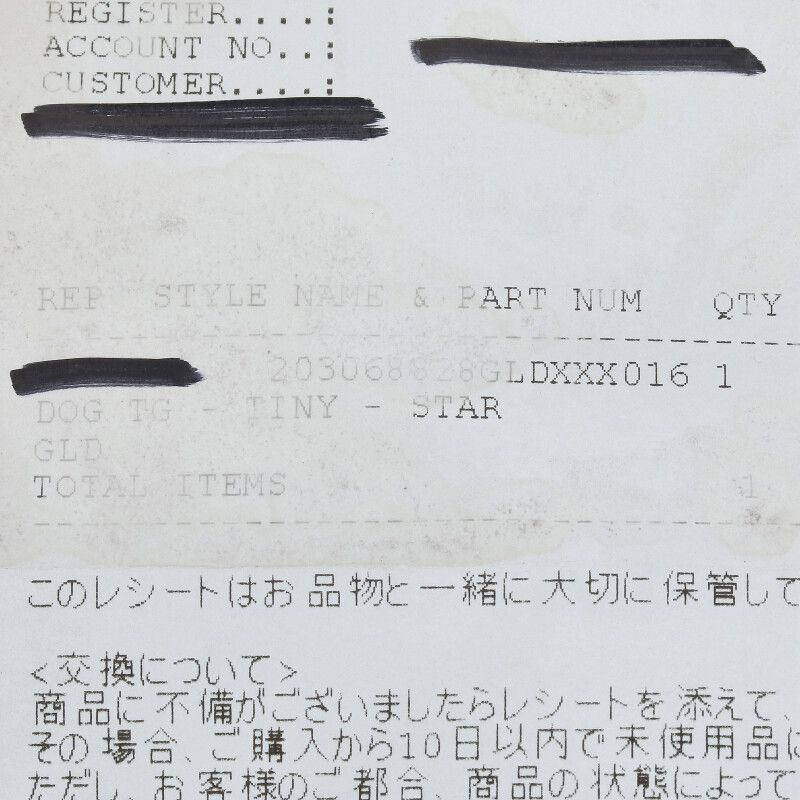 REGISTER....:
ACCOUNT NO..:
CUSTOMER....:
REP STYLE NAME & PART NUM QTY
203068828GLDXXX016 1
DOG TG - TINY - STAR
GLD
TOTAL ITEMS 1
このレシートはお品物と一緒に大切に保管して
<交換について>
商品に不備がございましたらレシートを添えて、
その場合、ご購入から10日以内で未使用品に
ただし、お客様のご都合、商品の状態によって